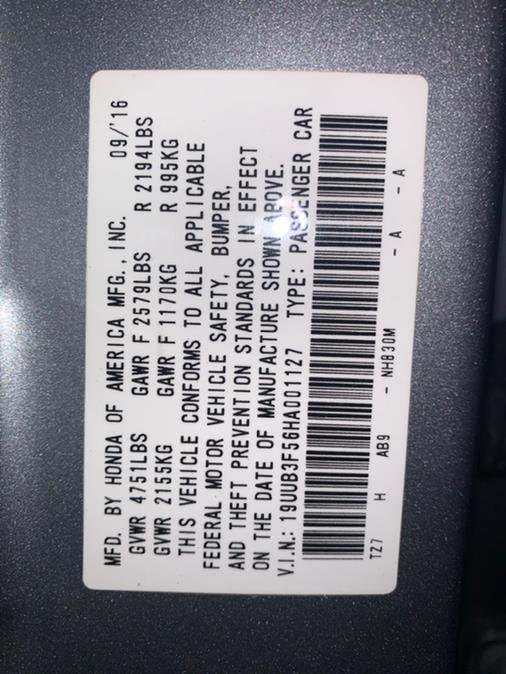 MFD. BY HONDA OF AMERICA MFG., INC. 09/'16
GVWR 4751LBS GAWR F 2579LBS R 2194LBS
GVWR 2155KG GAWR F 1170KG R 995KG
THIS VEHICLE CONFORMS TO ALL APPLICABLE
FEDERAL MOTOR VEHICLE SAFETY, BUMPER,
AND THEFT PREVENTION STANDARDS IN EFFECT
ON THE DATE OF MANUFACTURE SHOWN ABOVE.
V.I.N.: 19UUB3F56HA001127 TYPE: PASSENGER CAR
TZ7 H AB9 - NH830M - A - A